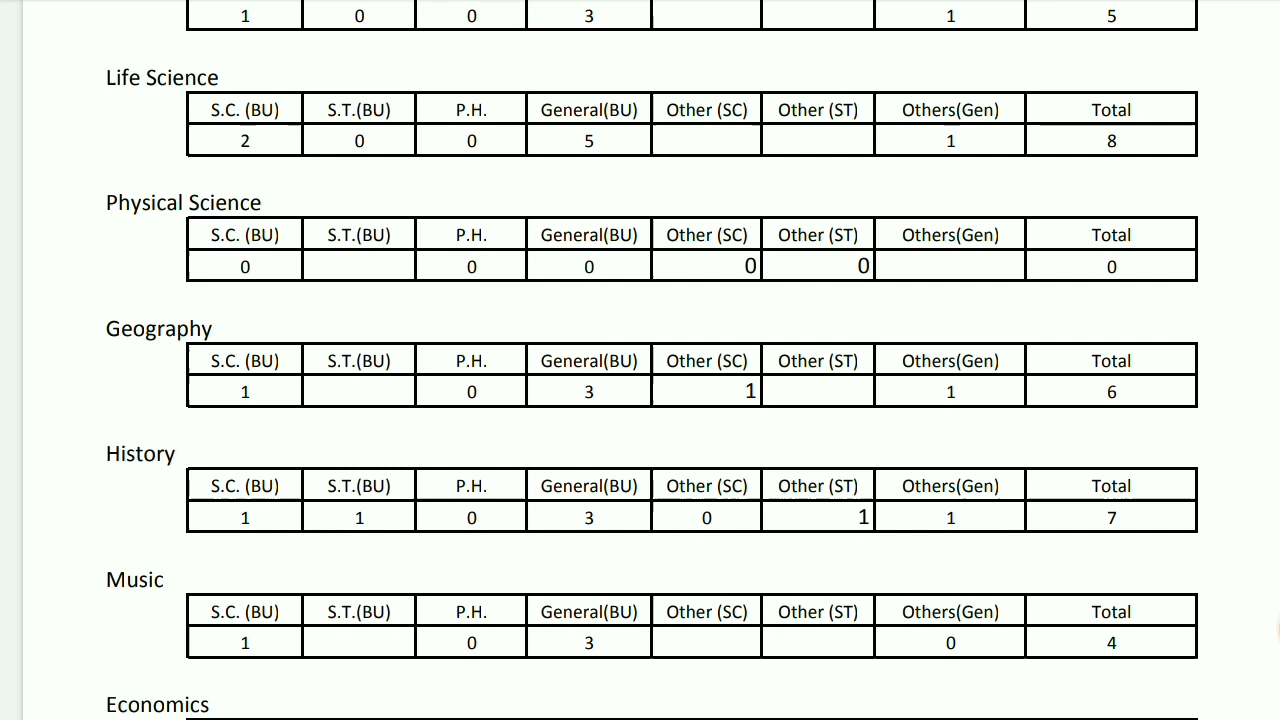 1 0 0 3 1 5
Life Science
S.C. (BU) S.T.(BU) P.H. General(BU) Other (SC) Other (ST) Others(Gen) Total
2 0 0 5 1 8
Physical Science
S.C. (BU) S.T.(BU) P.H. General(BU) Other (SC) Other (ST) Others(Gen) Total
0 0 0 0 0 0
Geography
S.C. (BU) S.T.(BU) P.H. General(BU) Other (SC) Other (ST) Others(Gen) Total
1 0 3 1 1 6
History
S.C. (BU) S.T.(BU) P.H. General(BU) Other (SC) Other (ST) Others(Gen) Total
1 1 0 3 0 1 1 7
Music
S.C. (BU) S.T.(BU) P.H. General(BU) Other (SC) Other (ST) Others(Gen) Total
1 0 3 0 4
Economics